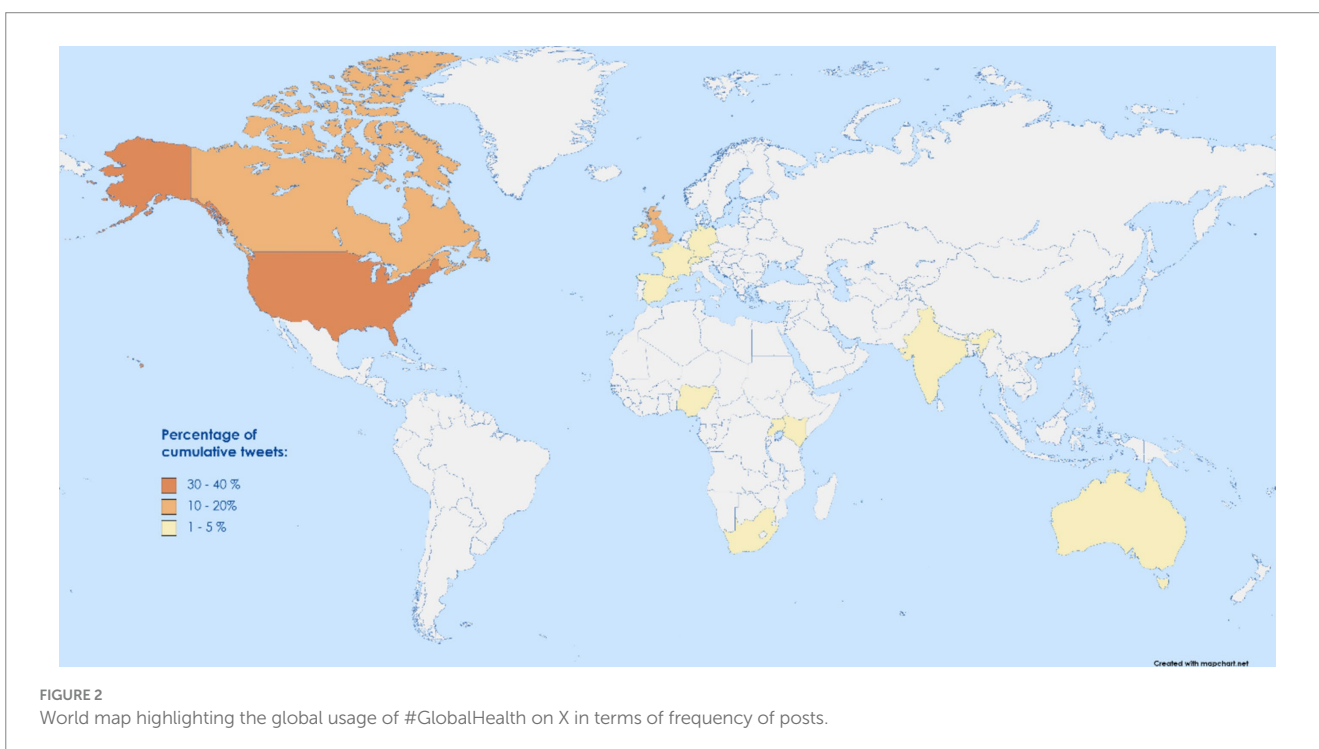 Percentage of
cumulative tweets:
30 - 40 %
10 - 20%
1 - 5 %
Created with mapchart.net
FIGURE 2
World map highlighting the global usage of #GlobalHealth on X in terms of frequency of posts.